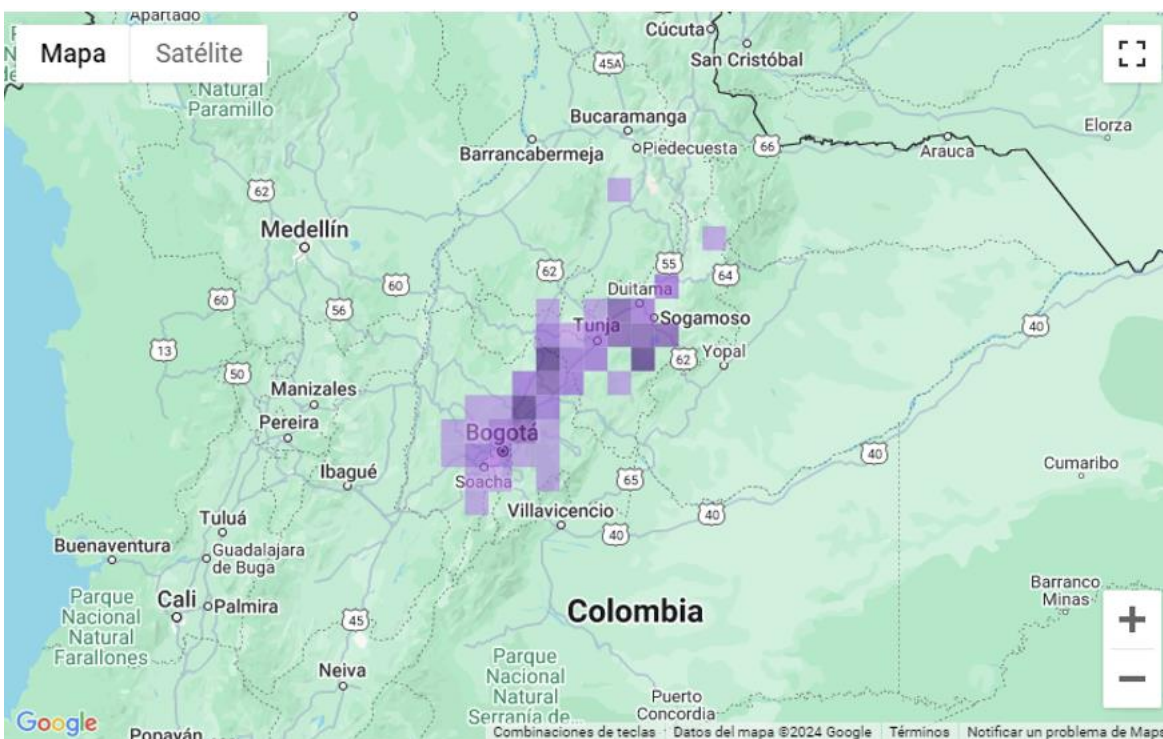 Apartado
Mapa
Satélite
Natural
Paramillo
Cúcuta
San Cristóbal
45A
Bucaramanga
Piedecuesta
Barrancabermeja
66
Arauca
Elorza
62
Medellín
55
64
62
60
Duitama
60
56
Tunja
Sogamoso
40
13
62
Yopal
50
Manizales
Pereira
Bogotá
40
Ibagué
Soacha
65
Cumaribo
Villavicencio
40
Tuluá
40
Buenaventura
Guadalajara
de Buga
Parque
Nacional
Natural
Farallones
Cali
Palmira
45
Colombia
Barranco
Minas
+
Neiva
Parque
Nacional
Natural
Serranía de...
Puerto
Concordia
−
Google
Popayán
Combinaciones de teclas
Datos del mapa ©2024 Google
Términos
Notificar un problema de Maps